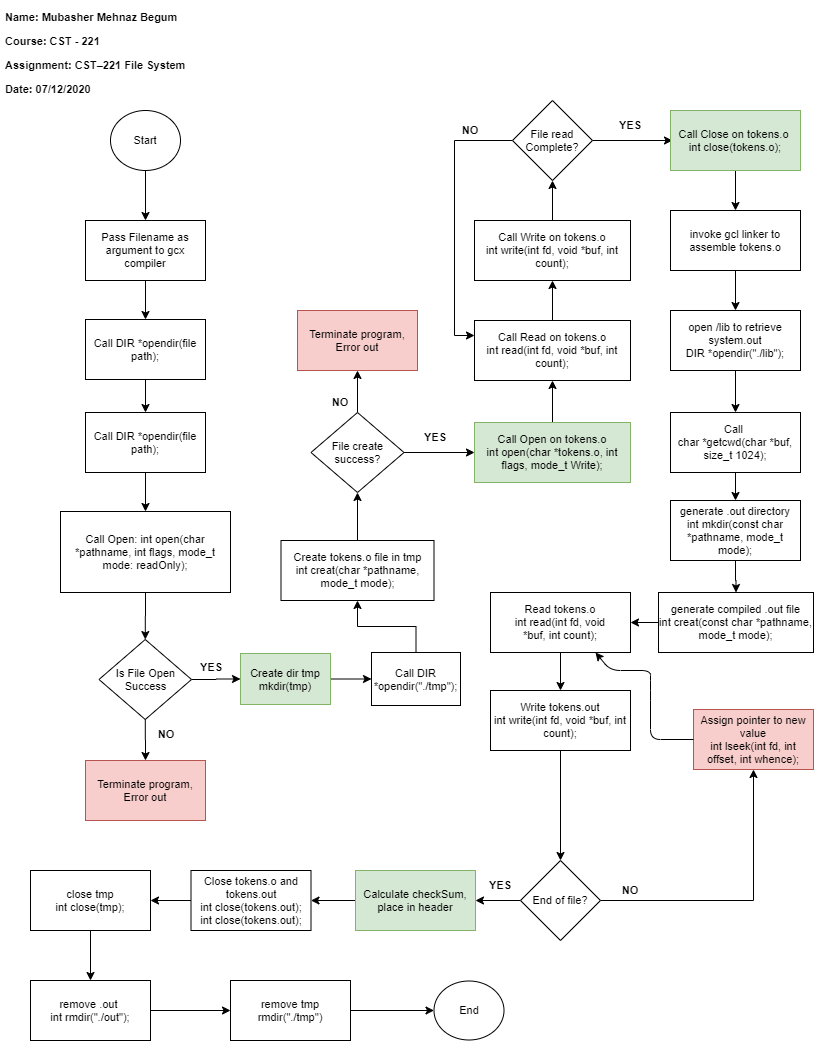 Name: Mubasher Mehnaz Begum
Course: CST - 221
Assignment: CST–221 File System
Date: 07/12/2020
Start
Pass Filename as
argument to gcx
compiler
Call DIR *opendir(file
path);
Call DIR *opendir(file
path);
Call Open: int open(char
*pathname, int flags, mode_t
mode: readOnly);
Is File Open
Success
YES
NO
Terminate program,
Error out
Create dir tmp
mkdir(tmp)
Call DIR
*opendir("./tmp");
Create tokens.o file in tmp
int creat(char *pathname,
mode_t mode);
File create
success?
NO
YES
Terminate program,
Error out
Call Open on tokens.o
int open(char *tokens.o, int
flags, mode_t Write);
Call Read on tokens.o
int read(int fd, void *buf, int
count);
Call Write on tokens.o
int write(int fd, void *buf, int
count);
File read
Complete?
NO
YES
Call Close on tokens.o
int close(tokens.o);
invoke gcl linker to
assemble tokens.o
open /lib to retrieve
system.out
DIR *opendir("./lib");
Call
char *getcwd(char *buf,
size_t 1024);
generate .out directory
int mkdir(const char
*pathname, mode_t
mode);
generate compiled .out file
int creat(const char *pathname,
mode_t mode);
Read tokens.o
int read(int fd, void
*buf, int count);
Write tokens.out
int write(int fd, void *buf, int
count);
Assign pointer to new
value
int lseek(int fd, int
offset, int whence);
End of file?
YES
NO
Calculate checkSum,
place in header
Close tokens.o and
tokens.out
int close(tokens.out);
int close(tokens.out);
close tmp
int close(tmp);
remove .out
int rmdir("./out");
remove tmp
rmdir("./tmp")
End